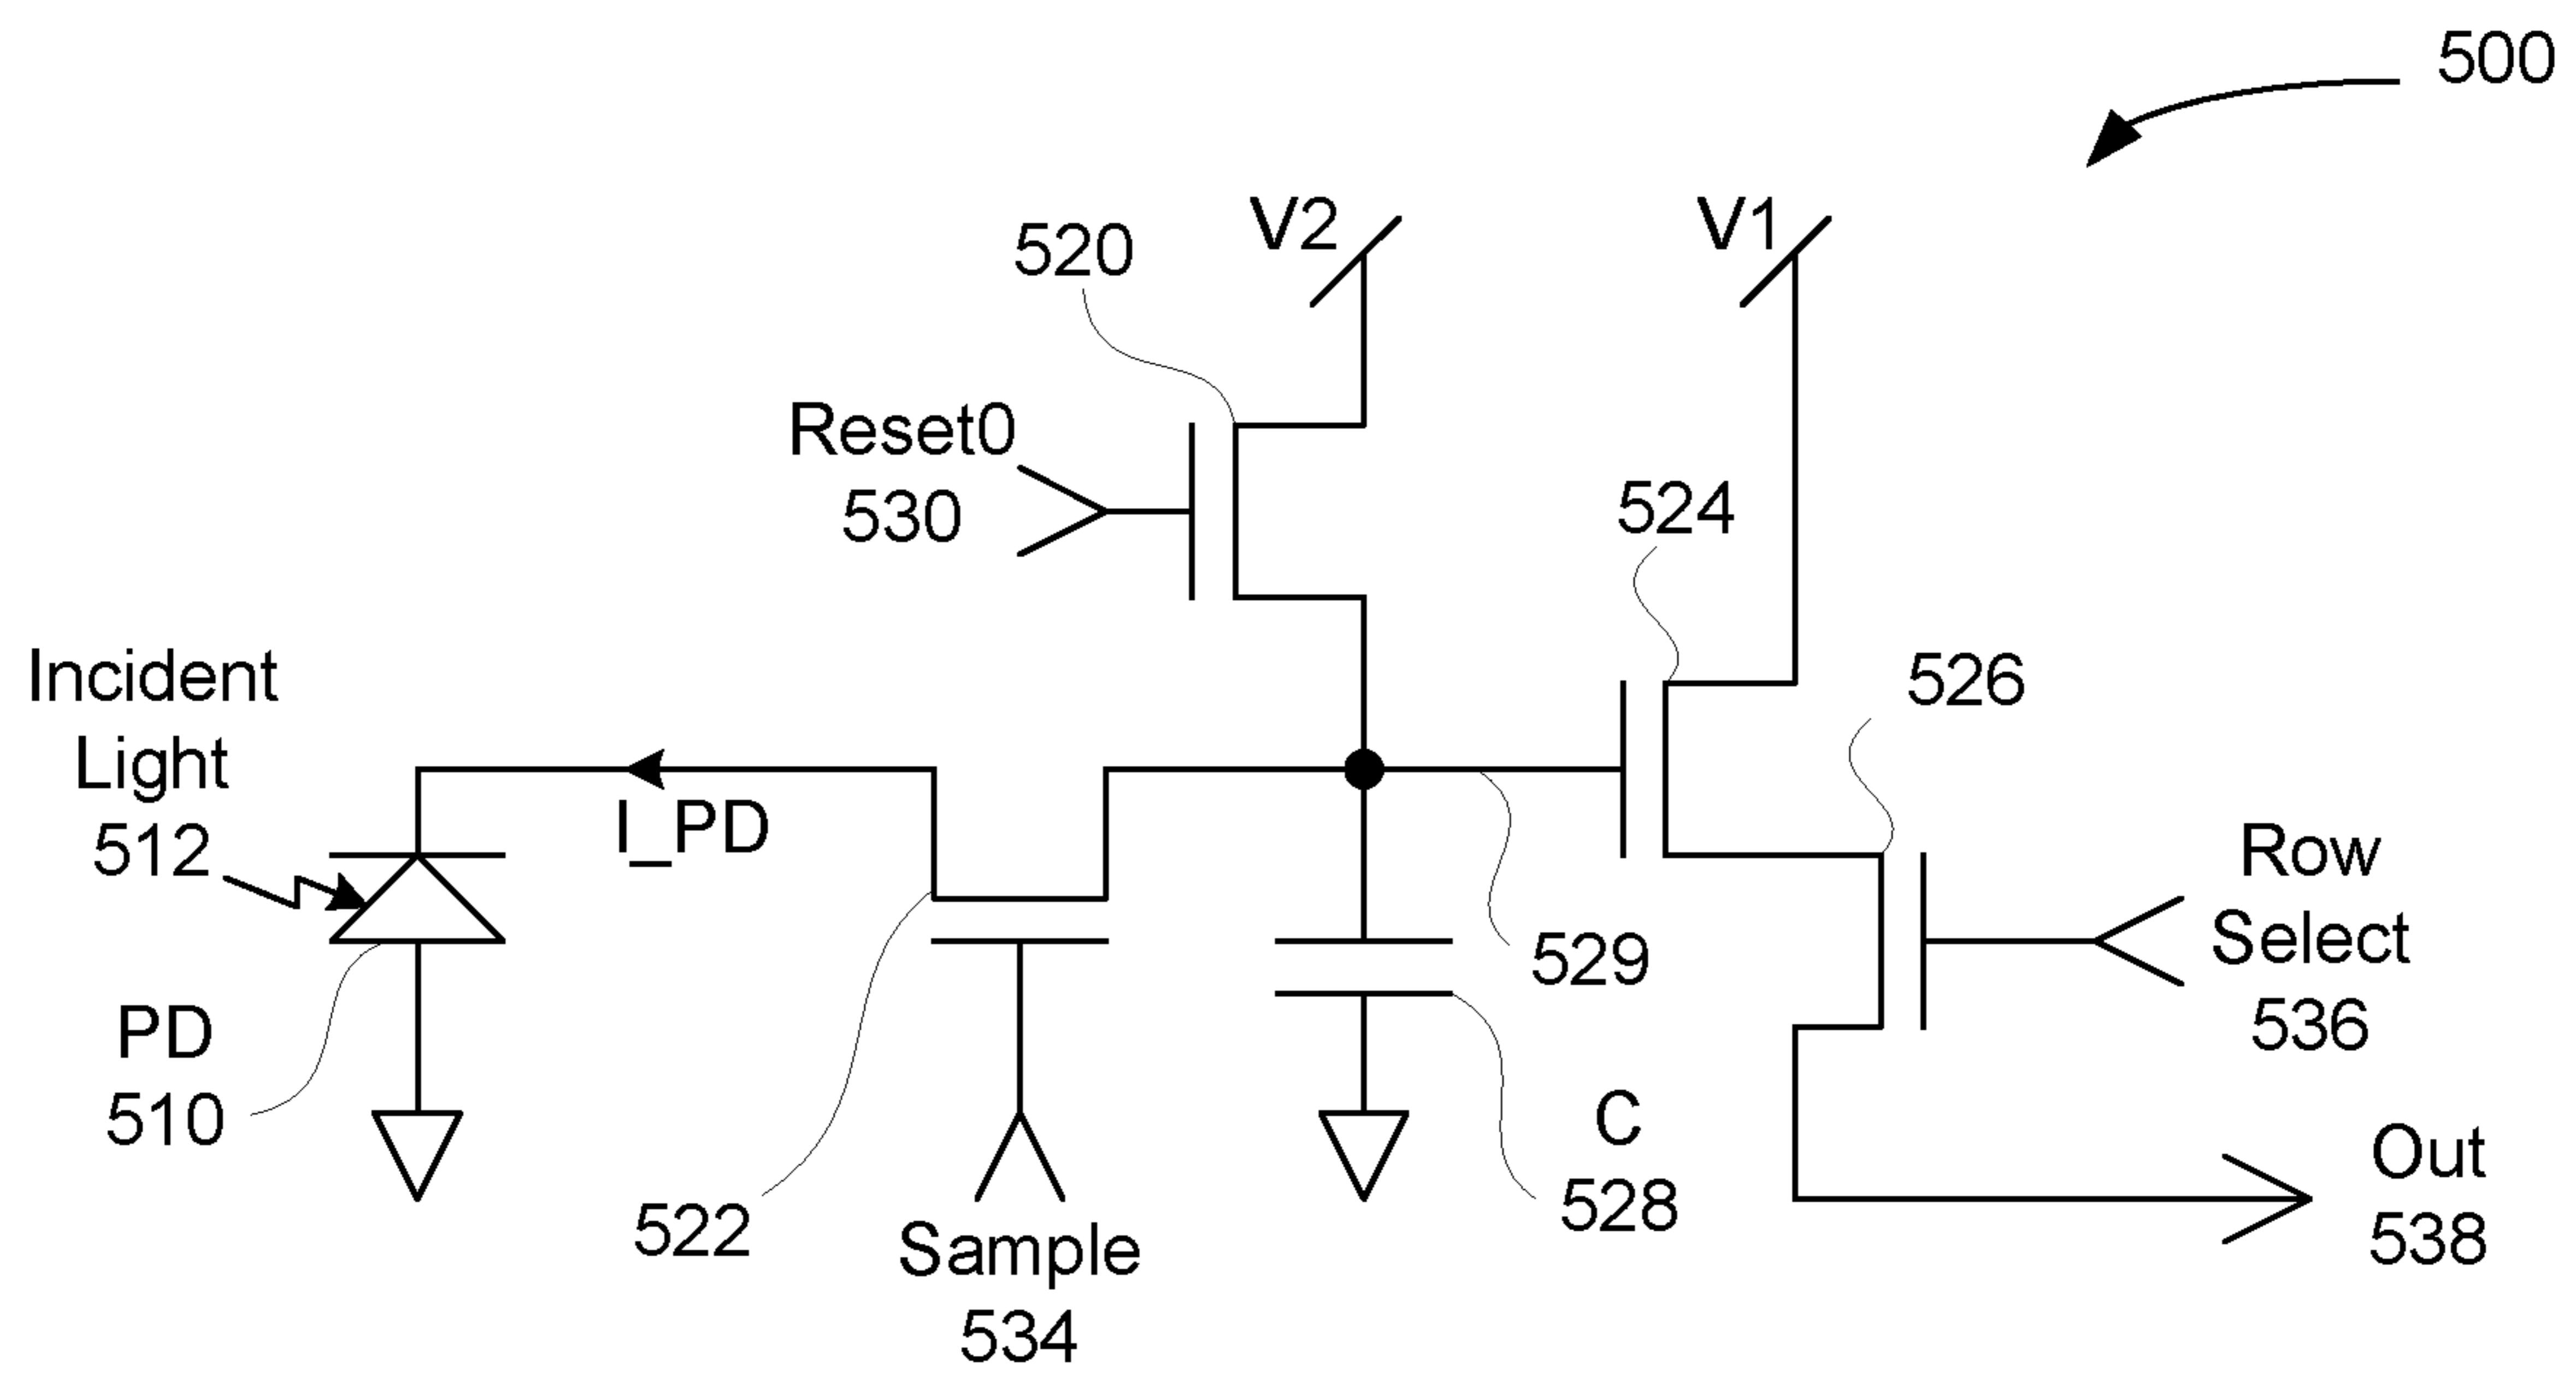 500
V2
V1
520
Reset0
530
524
Incident
Light
512
I_PD
526
Row
Select
536
529
PD
510
C
528
522
Sample
534
Out
538